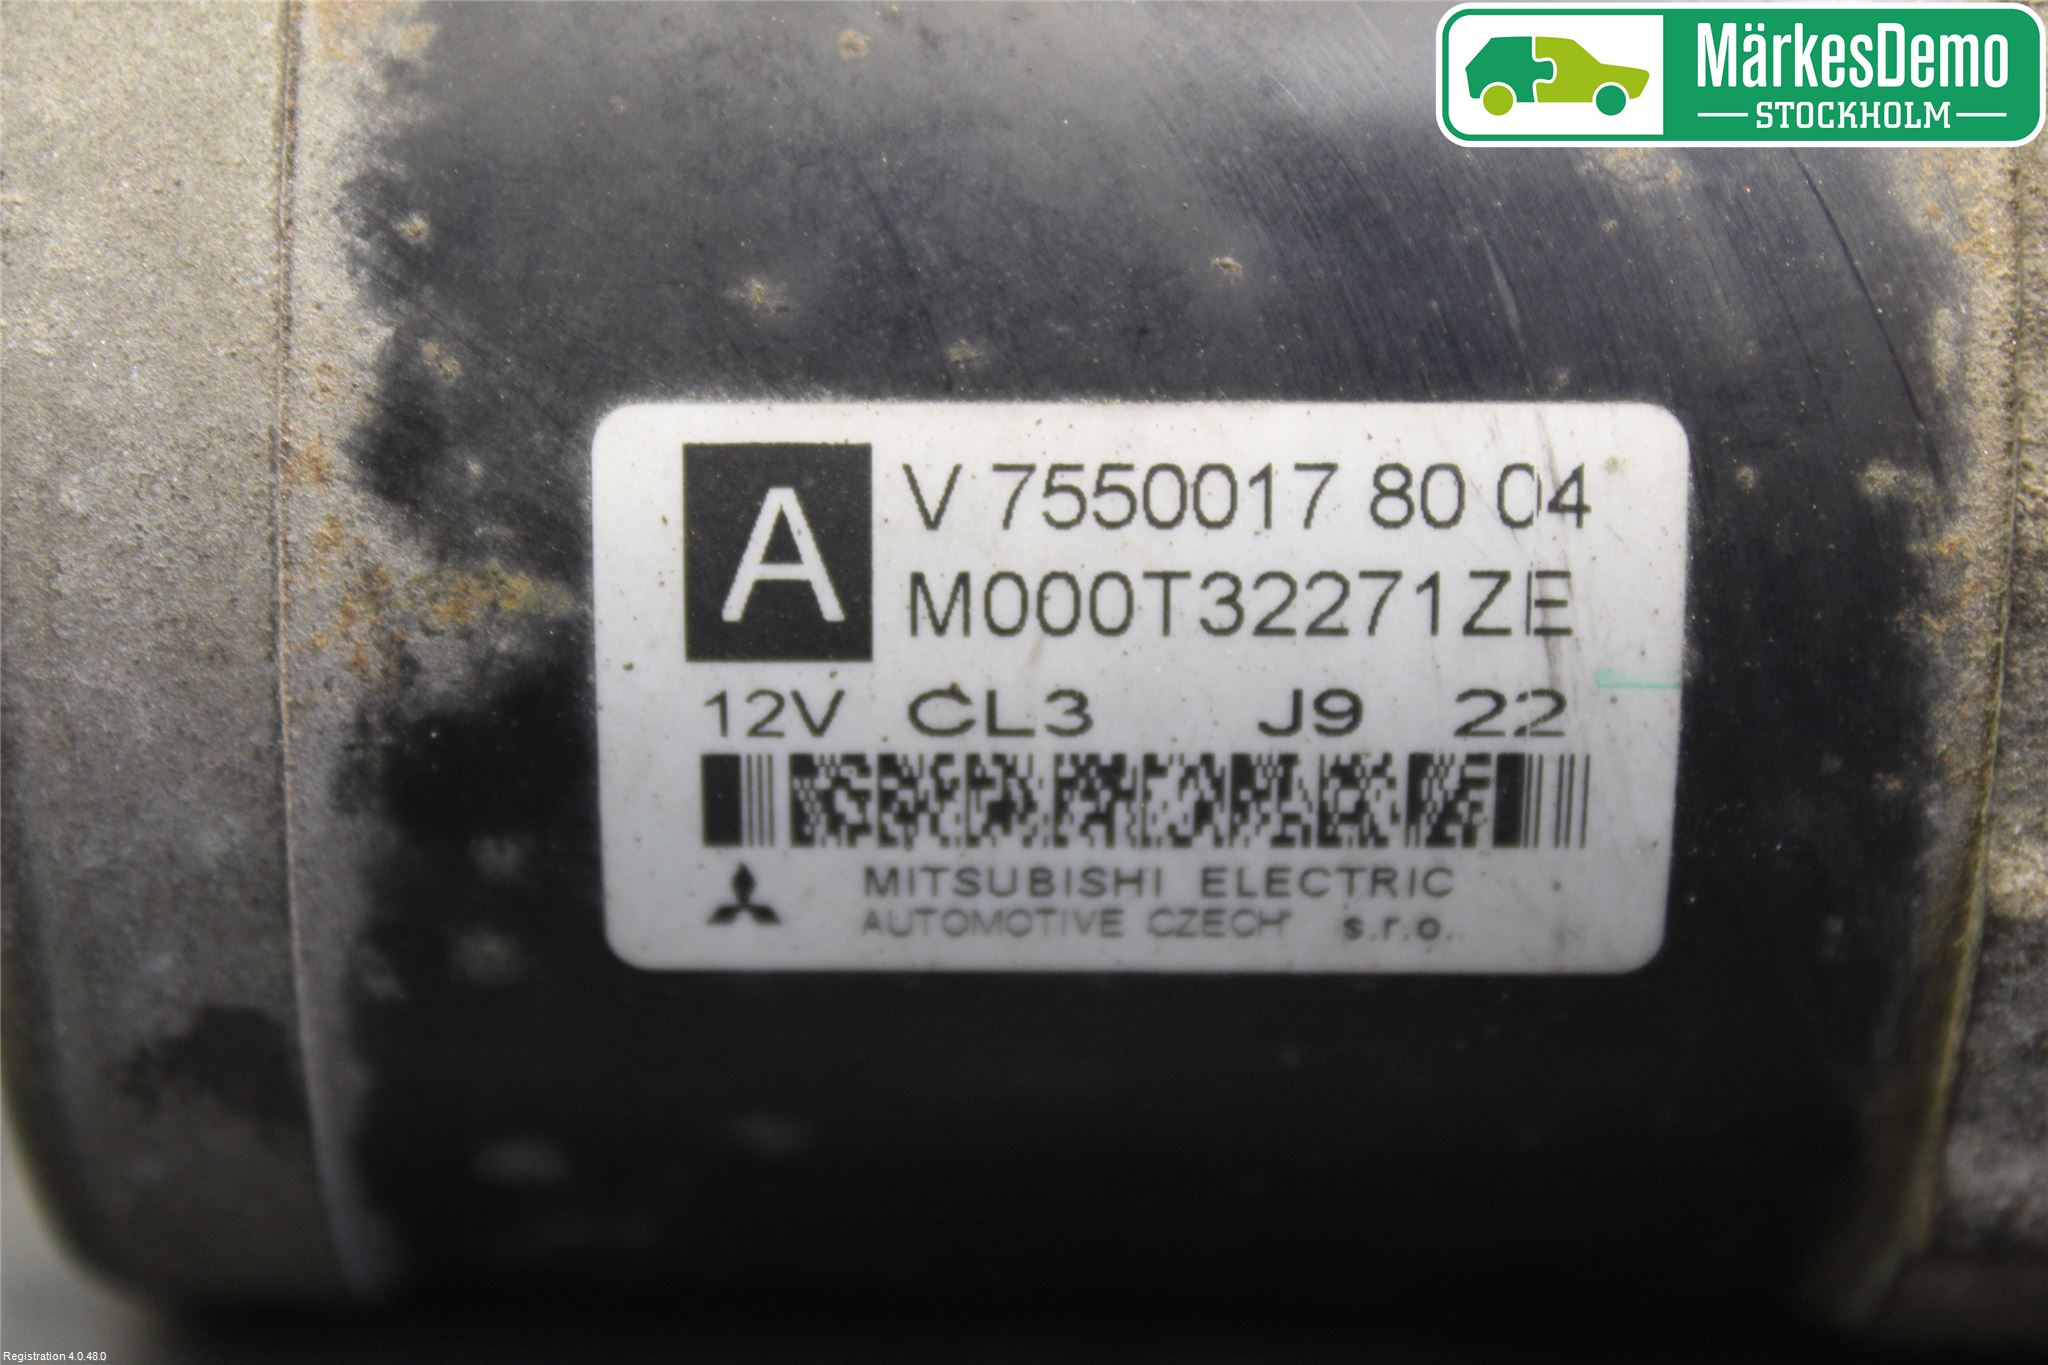 MärkesDemo
STOCKHOLM
A
V 7550017 80 04
M000T32271ZE
12V CL3 J9 22
MITSUBISHI ELECTRIC
AUTOMOTIVE CZECH s.r.o.
Registration 4.0.48.0